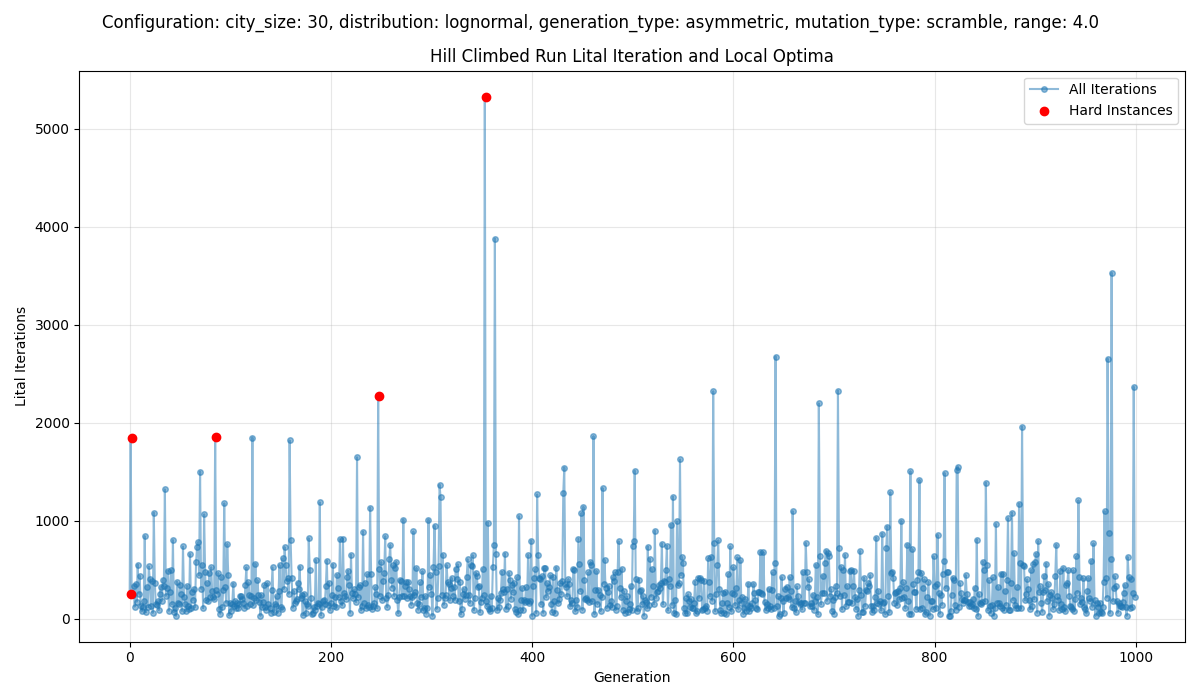 Configuration: city_size: 30, distribution: lognormal, generation_type: asymmetric, mutation_type: scramble, range: 4.0
Hill Climbed Run Lital Iteration and Local Optima
All Iterations
Hard Instances
Lital Iterations
5000
4000
3000
2000
1000
0
0 200 400 600 800 1000
Generation